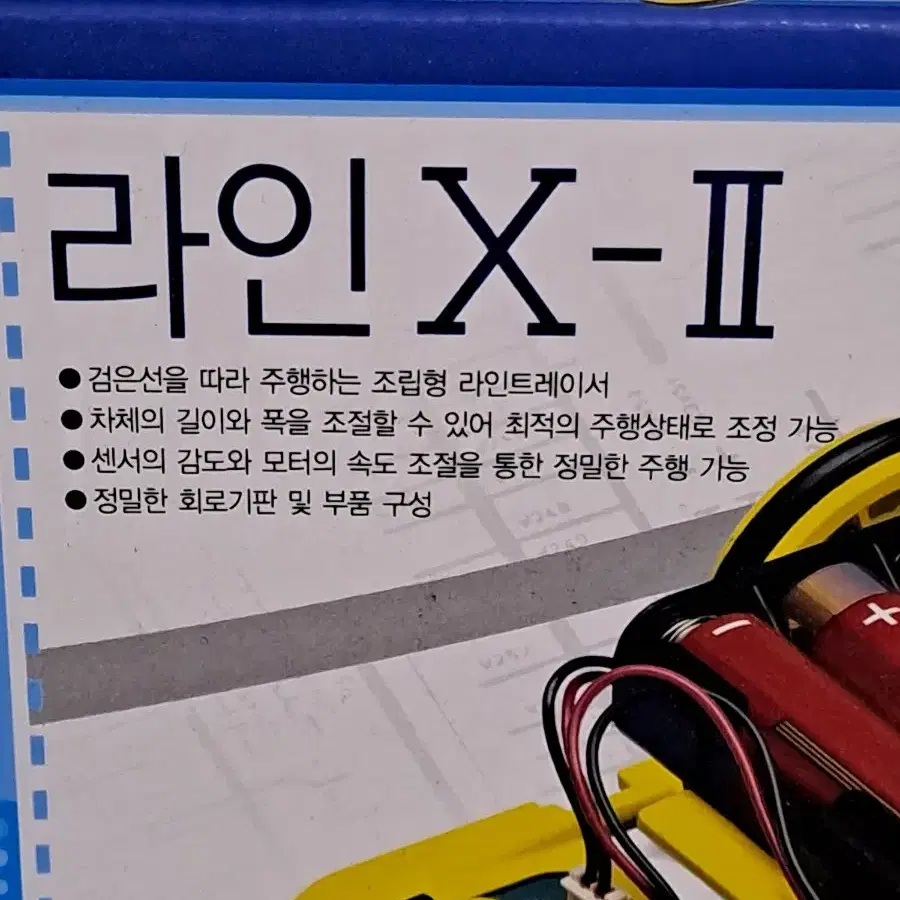 라인 X-Ⅱ
● 검은선을 따라 주행하는 조립형 라인트레이서
● 차체의 길이와 폭을 조절할 수 있어 최적의 주행상태로 조정 가능
● 센서의 감도와 모터의 속도 조절을 통한 정밀한 주행 가능
● 정밀한 회로기판 및 부품 구성
- +